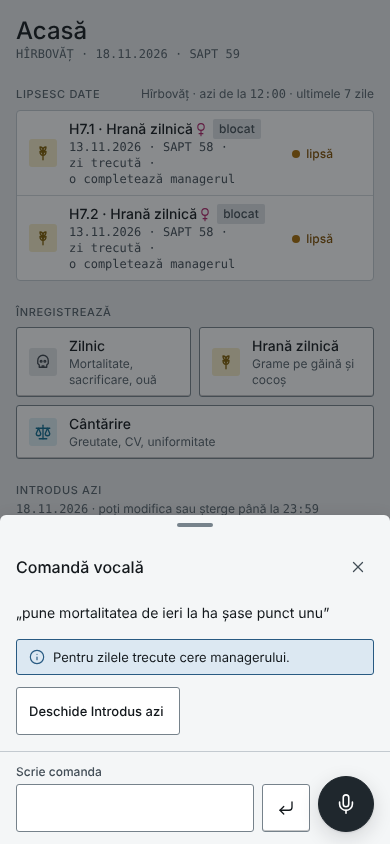 Acasă
HÎRBOVĂȚ · 18.11.2026 · SAPT 59
LIPSESC DATE
Hîrbovăț · azi de la 12:00 · ultimele 7 zile
H7.1 · Hrană zilnică♀ blocat
13.11.2026 · SAPT 58 ·
zi trecută ·
o completează managerul
lipsă
H7.2 · Hrană zilnică♀ blocat
13.11.2026 · SAPT 58 ·
zi trecută ·
o completează managerul
lipsă
ÎNREGISTREAZĂ
Zilnic
Mortalitate,
sacrificare, ouă
Hrană zilnică
Grame pe găină și
cocoș
Cântărire
Greutate, CV, uniformitate
INTRODUS AZI
18.11.2026 · poți modifica sau șterge până la 23:59
Comandă vocală
„pune mortalitatea de ieri la ha șase punct unu”
Pentru zilele trecute cere managerului.
Deschide Introdus azi
Scrie comanda